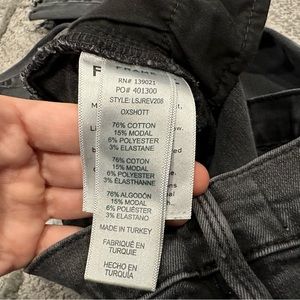 RN# 139021
PO# 401300
STYLE: LSJREV208
OXSHOTT
76% COTTON
15% MODAL
6% POLYESTER
3% ELASTANE
76% COTON
15% MODAL
6% POLYESTER
3% ÉLASTHANNE
76% ALGODÓN
15% MODAL
6% POLIÉSTER
3% ELASTANO
MADE IN TURKEY
FABRIQUÉ EN
TURQUIE
HECHO EN
TURQUÍA